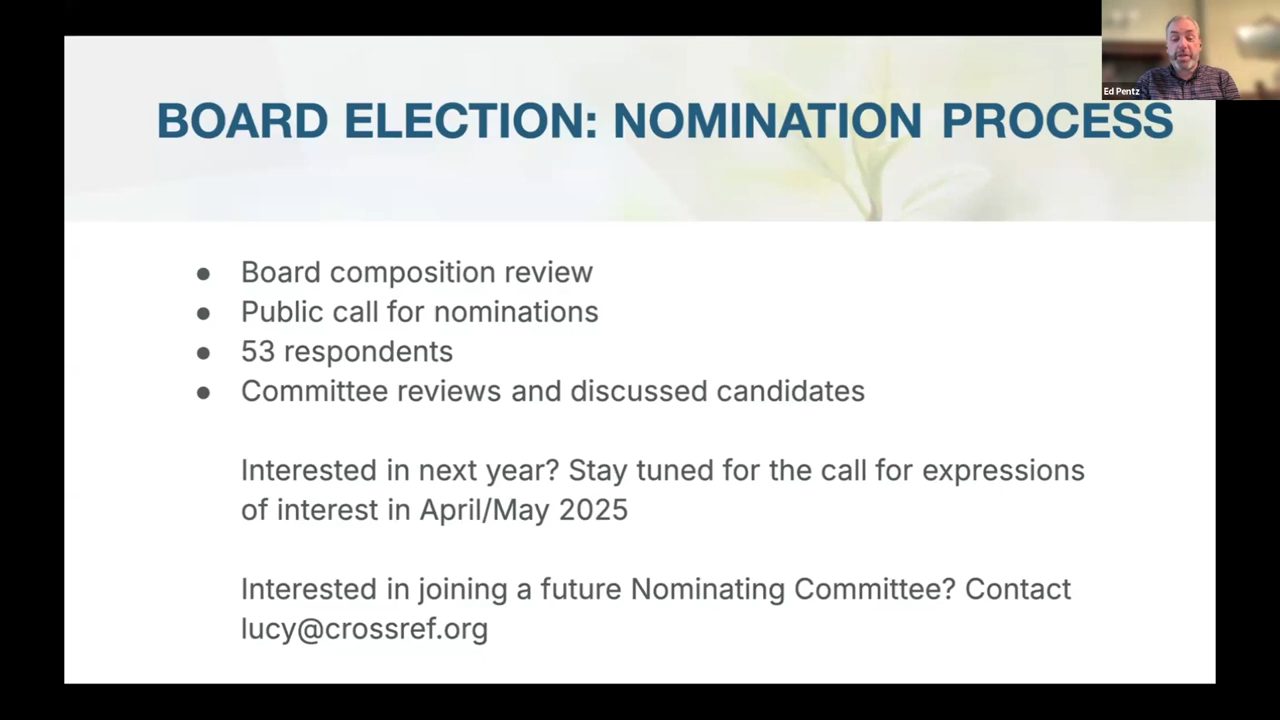 Ed Pentz
BOARD ELECTION: NOMINATION PROCESS
● Board composition review
● Public call for nominations
● 53 respondents
● Committee reviews and discussed candidates
Interested in next year? Stay tuned for the call for expressions
of interest in April/May 2025
Interested in joining a future Nominating Committee? Contact
lucy@crossref.org